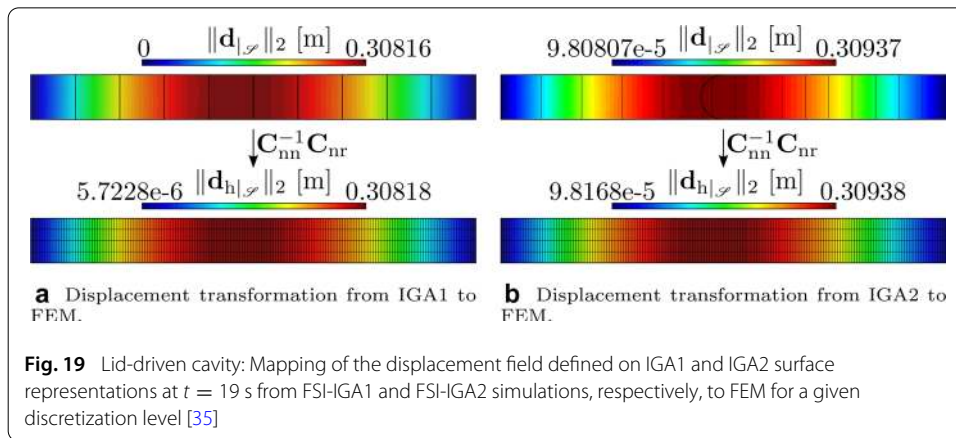 0 ‖d|𝒮‖₂ [m] 0.30816
9.80807e-5 ‖d|𝒮‖₂ [m] 0.30937
C⁻¹nn Cnr
C⁻¹nn Cnr
5.7228e-6 ‖dh|𝒮‖₂ [m] 0.30818
9.8168e-5 ‖dh|𝒮‖₂ [m] 0.30938
a Displacement transformation from IGA1 to
FEM.
b Displacement transformation from IGA2 to
FEM.
Fig. 19 Lid-driven cavity: Mapping of the displacement field defined on IGA1 and IGA2 surface
representations at t = 19 s from FSI-IGA1 and FSI-IGA2 simulations, respectively, to FEM for a given
discretization level [35]